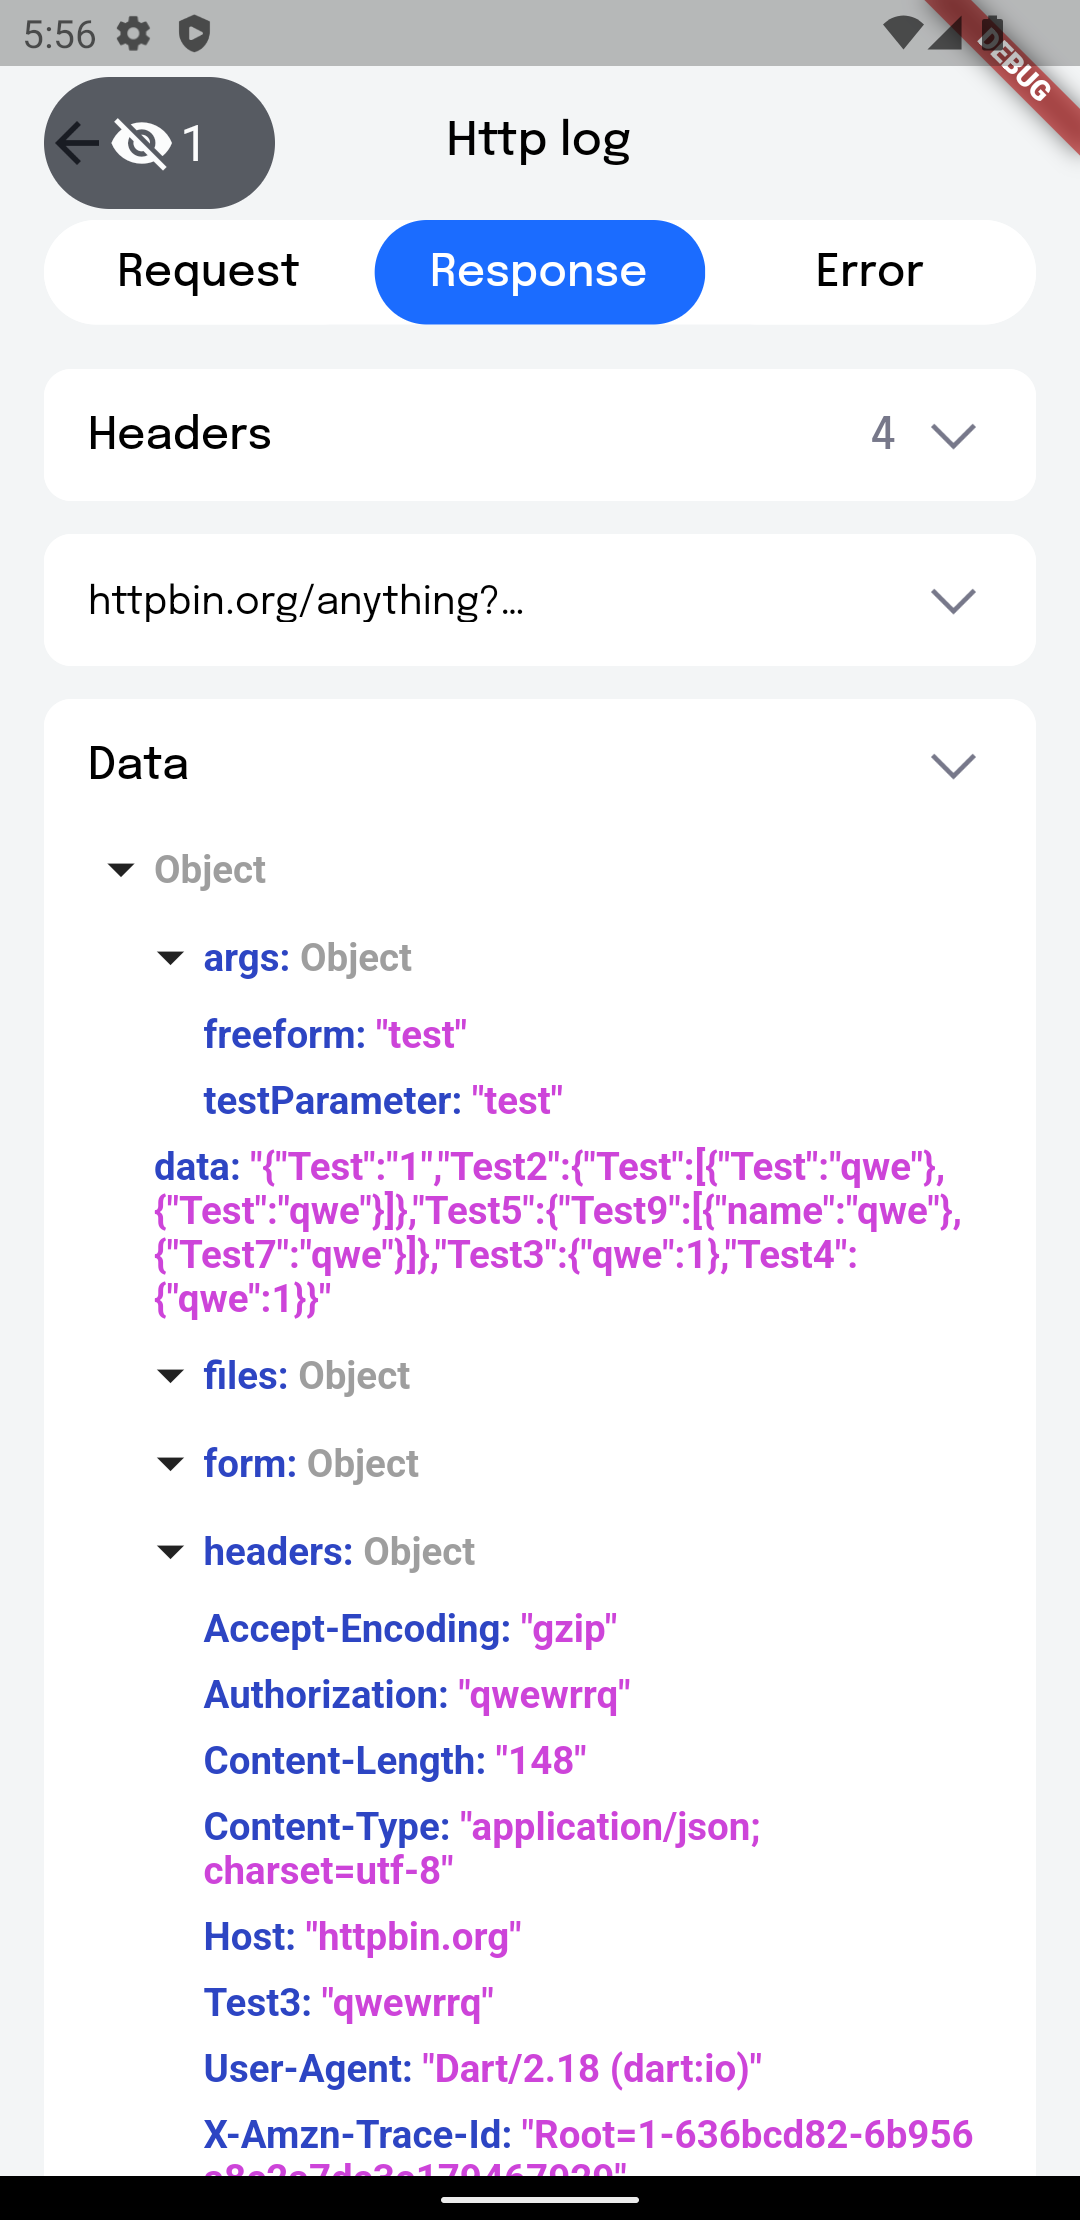 5:56
DEBUG
1
Http log
Request
Response
Error
Headers
4
httpbin.org/anything?...
Data
Object
args: Object
freeform: "test"
testParameter: "test"
data: "{"Test":"1","Test2":{"Test":[{"Test":"qwe"},
{"Test":"qwe"}]},"Test5":{"Test9":[{"name":"qwe"},
{"Test7":"qwe"}]},"Test3":{"qwe":1},"Test4":
{"qwe":1}}"
files: Object
form: Object
headers: Object
Accept-Encoding: "gzip"
Authorization: "qwewrrq"
Content-Length: "148"
Content-Type: "application/json;
charset=utf-8"
Host: "httpbin.org"
Test3: "qwewrrq"
User-Agent: "Dart/2.18 (dart:io)"
X-Amzn-Trace-Id: "Root=1-636bcd82-6b956